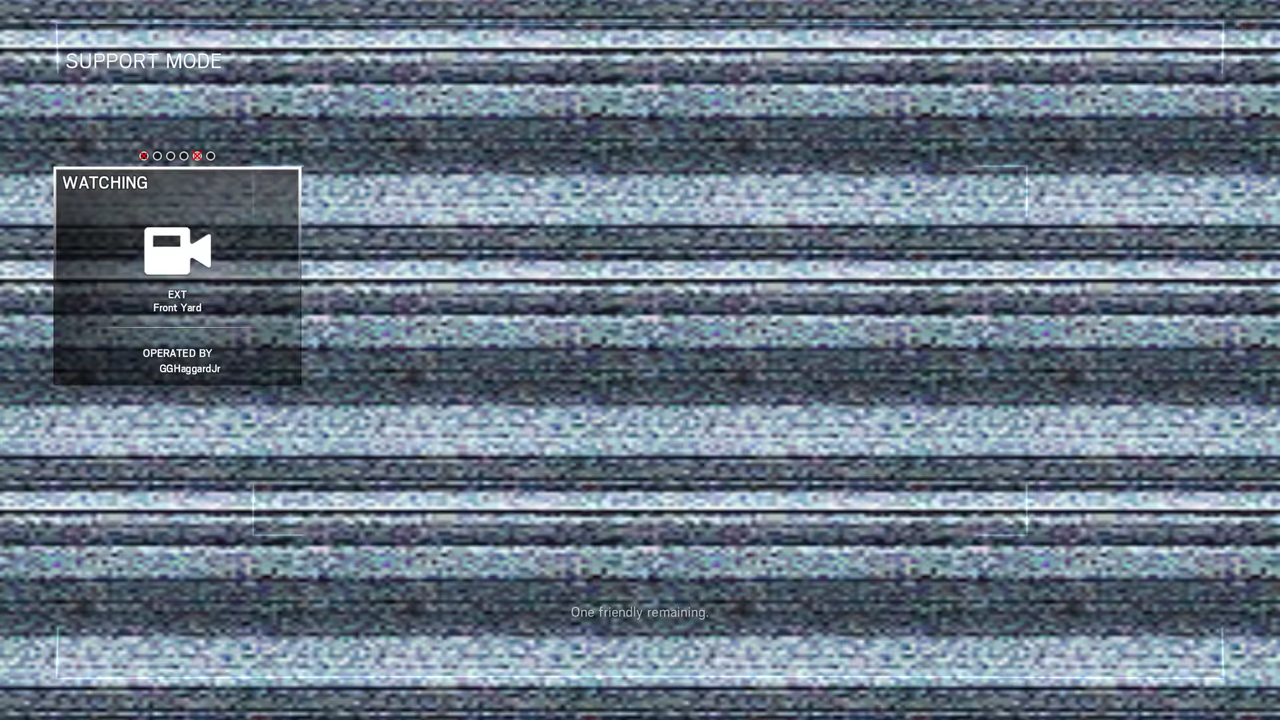 SUPPORT MODE
WATCHING
EXT
Front Yard
OPERATED BY
GGHaggardJr
One friendly remaining.